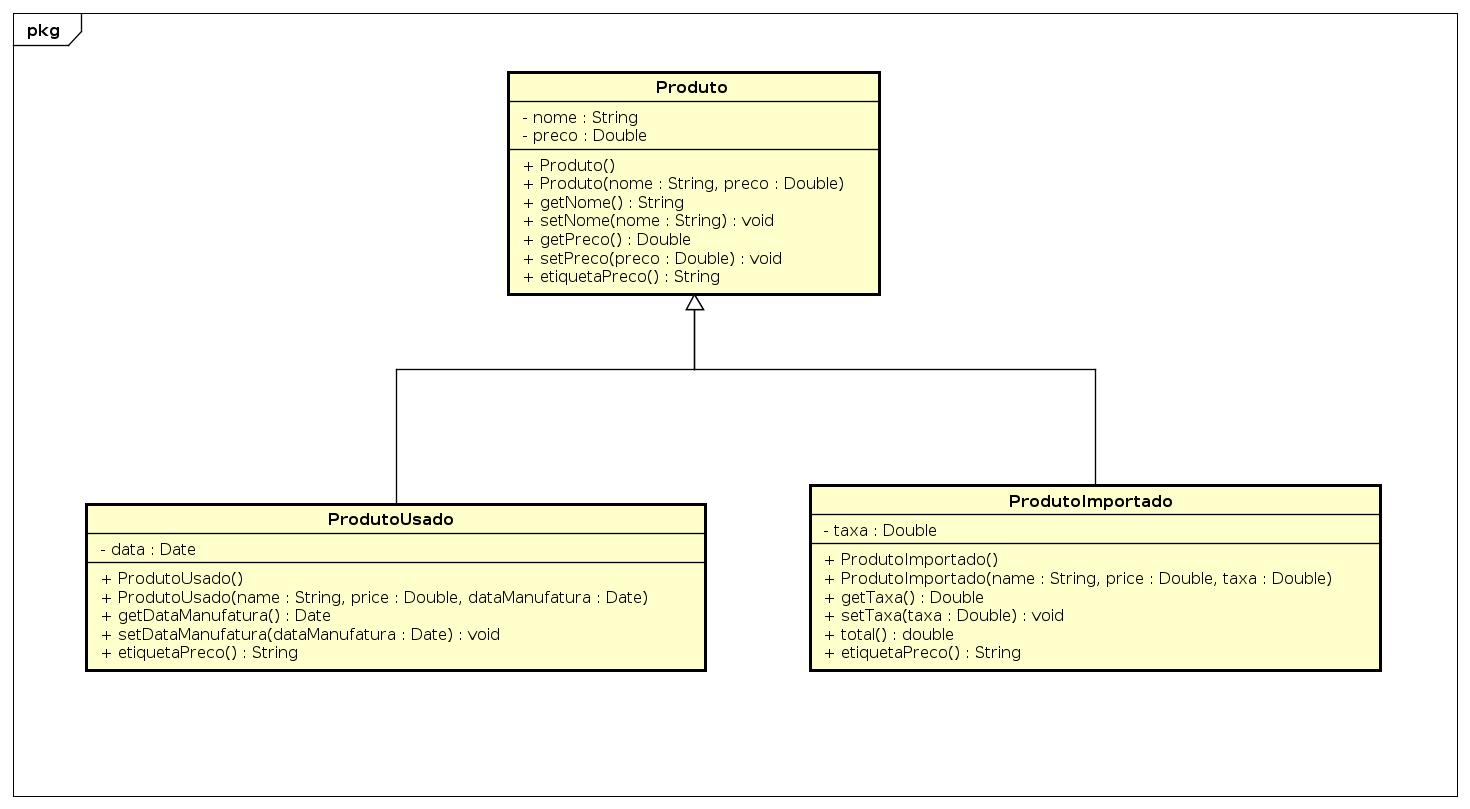 pkg
Produto
- nome : String
- preco : Double
+ Produto()
+ Produto(nome : String, preco : Double)
+ getNome() : String
+ setNome(nome : String) : void
+ getPreco() : Double
+ setPreco(preco : Double) : void
+ etiquetaPreco() : String
ProdutoUsado
- data : Date
+ ProdutoUsado()
+ ProdutoUsado(name : String, price : Double, dataManufatura : Date)
+ getDataManufatura() : Date
+ setDataManufatura(dataManufatura : Date) : void
+ etiquetaPreco() : String
ProdutoImportado
- taxa : Double
+ ProdutoImportado()
+ ProdutoImportado(name : String, price : Double, taxa : Double)
+ getTaxa() : Double
+ setTaxa(taxa : Double) : void
+ total() : double
+ etiquetaPreco() : String